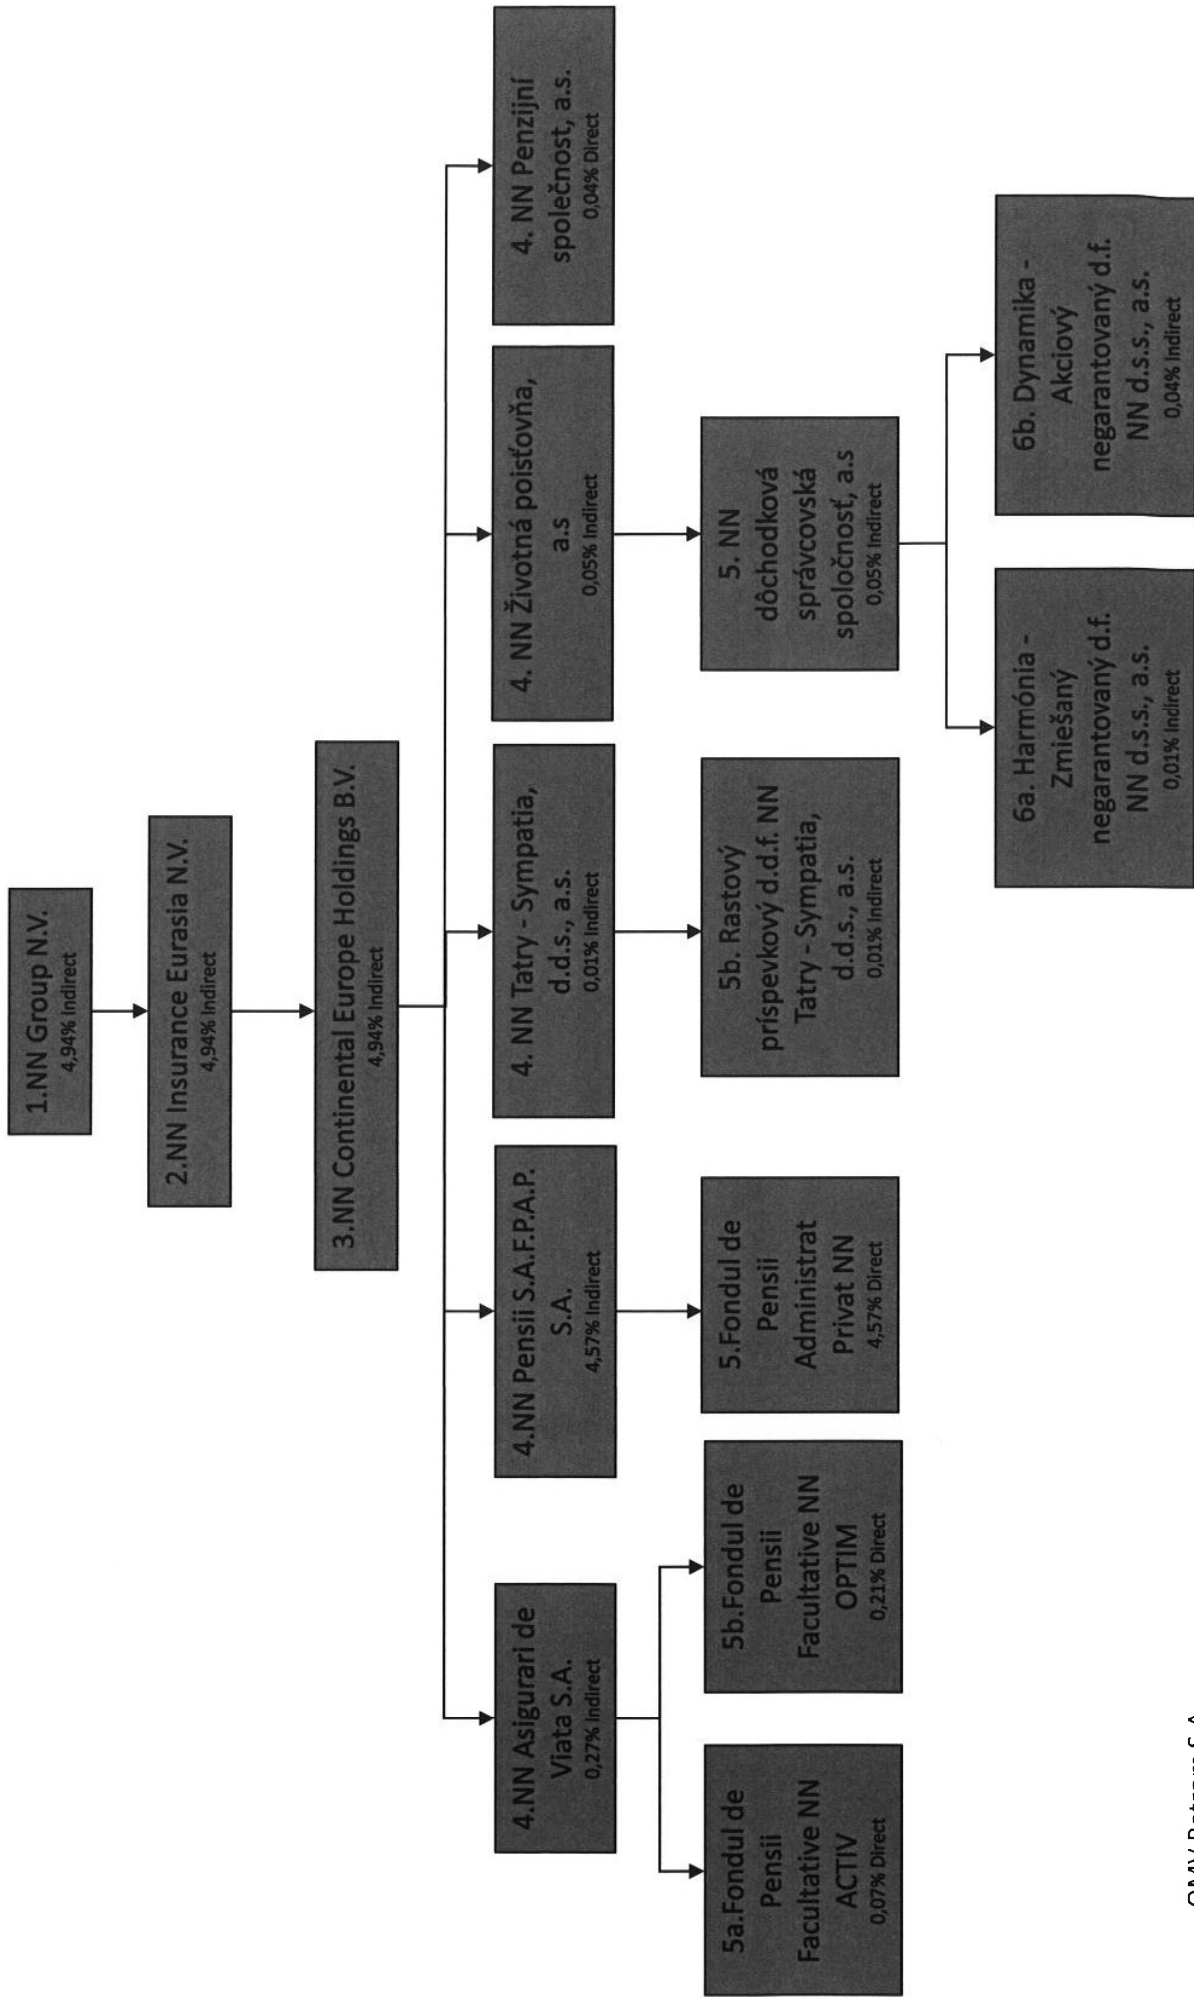 1.NN Group N.V.
4,94% Indirect
2.NN Insurance Eurasia N.V.
4,94% Indirect
3.NN Continental Europe Holdings B.V.
4,94% Indirect
4.NN Asigurari de
Viata S.A.
0,27% Indirect
4.NN Pensii S.A.F.P.A.P.
S.A.
4,57% Indirect
4. NN Tatry - Sympatia,
d.d.s., a.s.
0,01% Indirect
4. NN Životná poisťovňa,
a.s
0,05% Indirect
4. NN Penzijní
společnost, a.s.
0,04% Direct
5a.Fondul de
Pensii
Facultative NN
ACTIV
0,07% Direct
5b.Fondul de
Pensii
Facultative NN
OPTIM
0,21% Direct
5.Fondul de
Pensii
Administrat
Privat NN
4,57% Direct
5b. Rastový
príspevkový d.d.f. NN
Tatry - Sympatia,
d.d.s., a.s.
0,01% Indirect
5. NN
dôchodková
správcovská
spoločnosť, a.s
0,05% Indirect
6a. Harmónia -
Zmiešaný
negarantovaný d.f.
NN d.s.s., a.s.
0,01% Indirect
6b. Dynamika -
Akciový
negarantovaný d.f.
NN d.s.s., a.s.
0,04% Indirect
OMV Petrom S.A.